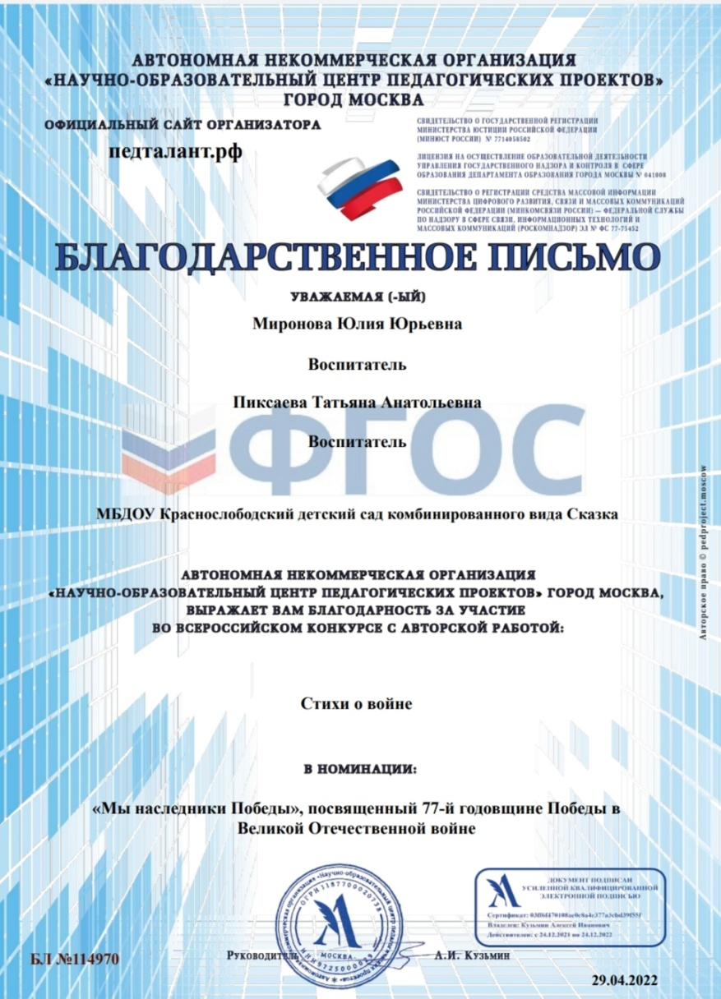 АВТОНОМНАЯ НЕКОММЕРЧЕСКАЯ ОРГАНИЗАЦИЯ
«НАУЧНО-ОБРАЗОВАТЕЛЬНЫЙ ЦЕНТР ПЕДАГОГИЧЕСКИХ ПРОЕКТОВ»
ГОРОД МОСКВА
ОФИЦИАЛЬНЫЙ САЙТ ОРГАНИЗАТОРА
педталант.рф
СВИДЕТЕЛЬСТВО О ГОСУДАРСТВЕННОЙ РЕГИСТРАЦИИ
МИНИСТЕРСТВА ЮСТИЦИИ РОССИЙСКОЙ ФЕДЕРАЦИИ
(МИНЮСТ РОССИИ) № 7714058502
ЛИЦЕНЗИЯ НА ОСУЩЕСТВЛЕНИЕ ОБРАЗОВАТЕЛЬНОЙ ДЕЯТЕЛЬНОСТИ
УПРАВЛЕНИЯ ГОСУДАРСТВЕННОГО НАДЗОРА И КОНТРОЛЯ В СФЕРЕ
ОБРАЗОВАНИЯ ДЕПАРТАМЕНТА ОБРАЗОВАНИЯ ГОРОДА МОСКВЫ № 041008
СВИДЕТЕЛЬСТВО О РЕГИСТРАЦИИ СРЕДСТВА МАССОВОЙ ИНФОРМАЦИИ
МИНИСТЕРСТВА ЦИФРОВОГО РАЗВИТИЯ, СВЯЗИ И МАССОВЫХ КОММУНИКАЦИЙ
РОССИЙСКОЙ ФЕДЕРАЦИИ (МИНКОМСВЯЗИ РОССИИ) — ФЕДЕРАЛЬНОЙ СЛУЖБЫ
ПО НАДЗОРУ В СФЕРЕ СВЯЗИ, ИНФОРМАЦИОННЫХ ТЕХНОЛОГИЙ И
МАССОВЫХ КОММУНИКАЦИЙ (РОСКОМНАДЗОР) ЭЛ № ФС 77-75452
БЛАГОДАРСТВЕННОЕ ПИСЬМО
УВАЖАЕМАЯ (-ЫЙ)
Миронова Юлия Юрьевна
Воспитатель
Пиксаева Татьяна Анатольевна
ФГОС
Воспитатель
МБДОУ Краснослободский детский сад комбинированного вида Сказка
АВТОНОМНАЯ НЕКОММЕРЧЕСКАЯ ОРГАНИЗАЦИЯ
«НАУЧНО-ОБРАЗОВАТЕЛЬНЫЙ ЦЕНТР ПЕДАГОГИЧЕСКИХ ПРОЕКТОВ» ГОРОД МОСКВА,
ВЫРАЖАЕТ ВАМ БЛАГОДАРНОСТЬ ЗА УЧАСТИЕ
ВО ВСЕРОССИЙСКОМ КОНКУРСЕ С АВТОРСКОЙ РАБОТОЙ:
Авторское право © pedproject.moscow
Стихи о войне
В НОМИНАЦИИ:
«Мы наследники Победы», посвященный 77-й годовщине Победы в
Великой Отечественной войне
Автономная некоммерческая организация «Научно-образовательный центр педагогических проектов»
ОГРН 1187700020738
МОСКВА
ИНН 9725000029
ДОКУМЕНТ ПОДПИСАН
УСИЛЕННОЙ КВАЛИФИЦИРОВАННОЙ
ЭЛЕКТРОННОЙ ПОДПИСЬЮ
Сертификат:
Владелец: Кузьмин Алексей Иванович
Действителен: с 24.12.2021 по 24.12.2022
БЛ №114970
Руководитель
А.И. Кузьмин
29.04.2022